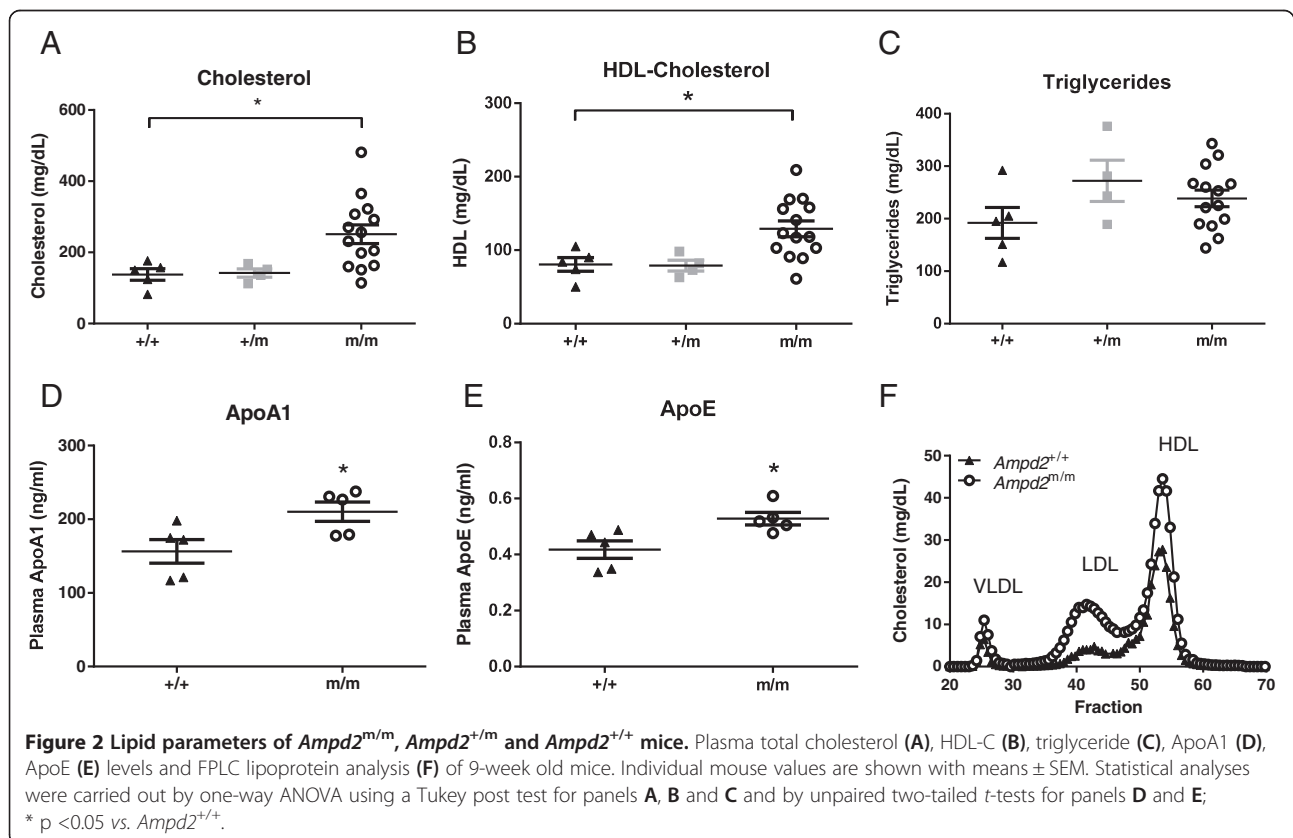 A
Cholesterol
*
Cholesterol (mg/dL)
600
400
200
0
+/+ +/m m/m
B
HDL-Cholesterol
*
HDL (mg/dL)
300
200
100
0
+/+ +/m m/m
C
Triglycerides
Triglycerides (mg/dL)
400
300
200
100
0
+/+ +/m m/m
D
ApoA1
*
Plasma ApoA1 (ng/ml)
300
200
100
0
+/+ m/m
E
ApoE
*
Plasma ApoE (ng/ml)
0.8
0.6
0.4
0.2
0.0
+/+ m/m
F
Ampd2+/+
Ampd2m/m
VLDL
LDL
HDL
Cholesterol (mg/dL)
50
40
30
20
10
0
20 30 40 50 60 70
Fraction
Figure 2 Lipid parameters of Ampd2m/m, Ampd2+/m and Ampd2+/+ mice. Plasma total cholesterol (A), HDL-C (B), triglyceride (C), ApoA1 (D),
ApoE (E) levels and FPLC lipoprotein analysis (F) of 9-week old mice. Individual mouse values are shown with means ± SEM. Statistical analyses
were carried out by one-way ANOVA using a Tukey post test for panels A, B and C and by unpaired two-tailed t-tests for panels D and E;
* p <0.05 vs. Ampd2+/+.